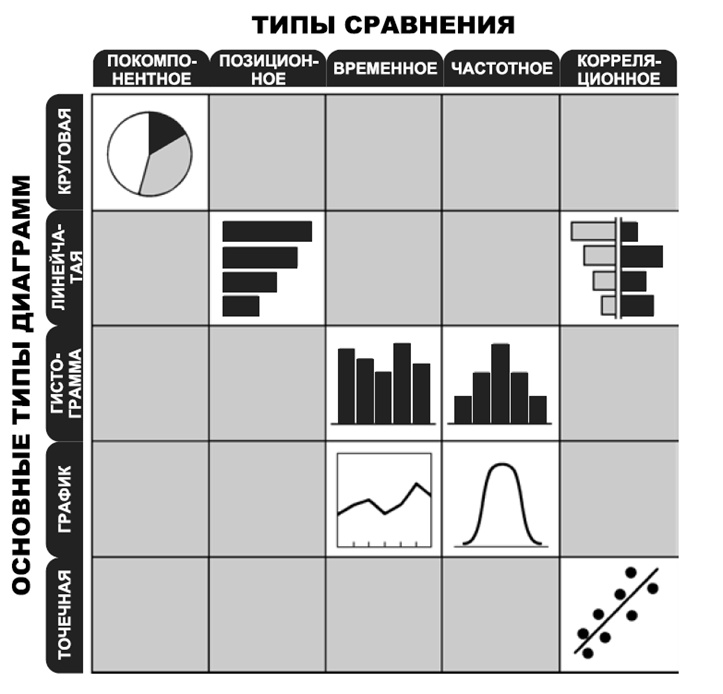 ТИПЫ СРАВНЕНИЯ
ПОКОМПО-
НЕНТНОЕ
ПОЗИЦИОН-
НОЕ
ВРЕМЕННОЕ
ЧАСТОТНОЕ
КОРРЕЛЯ-
ЦИОННОЕ
ОСНОВНЫЕ ТИПЫ ДИАГРАММ
КРУГОВАЯ
ЛИНЕЙЧА-
ТАЯ
ГИСТО-
ГРАММА
ГРАФИК
ТОЧЕЧНАЯ